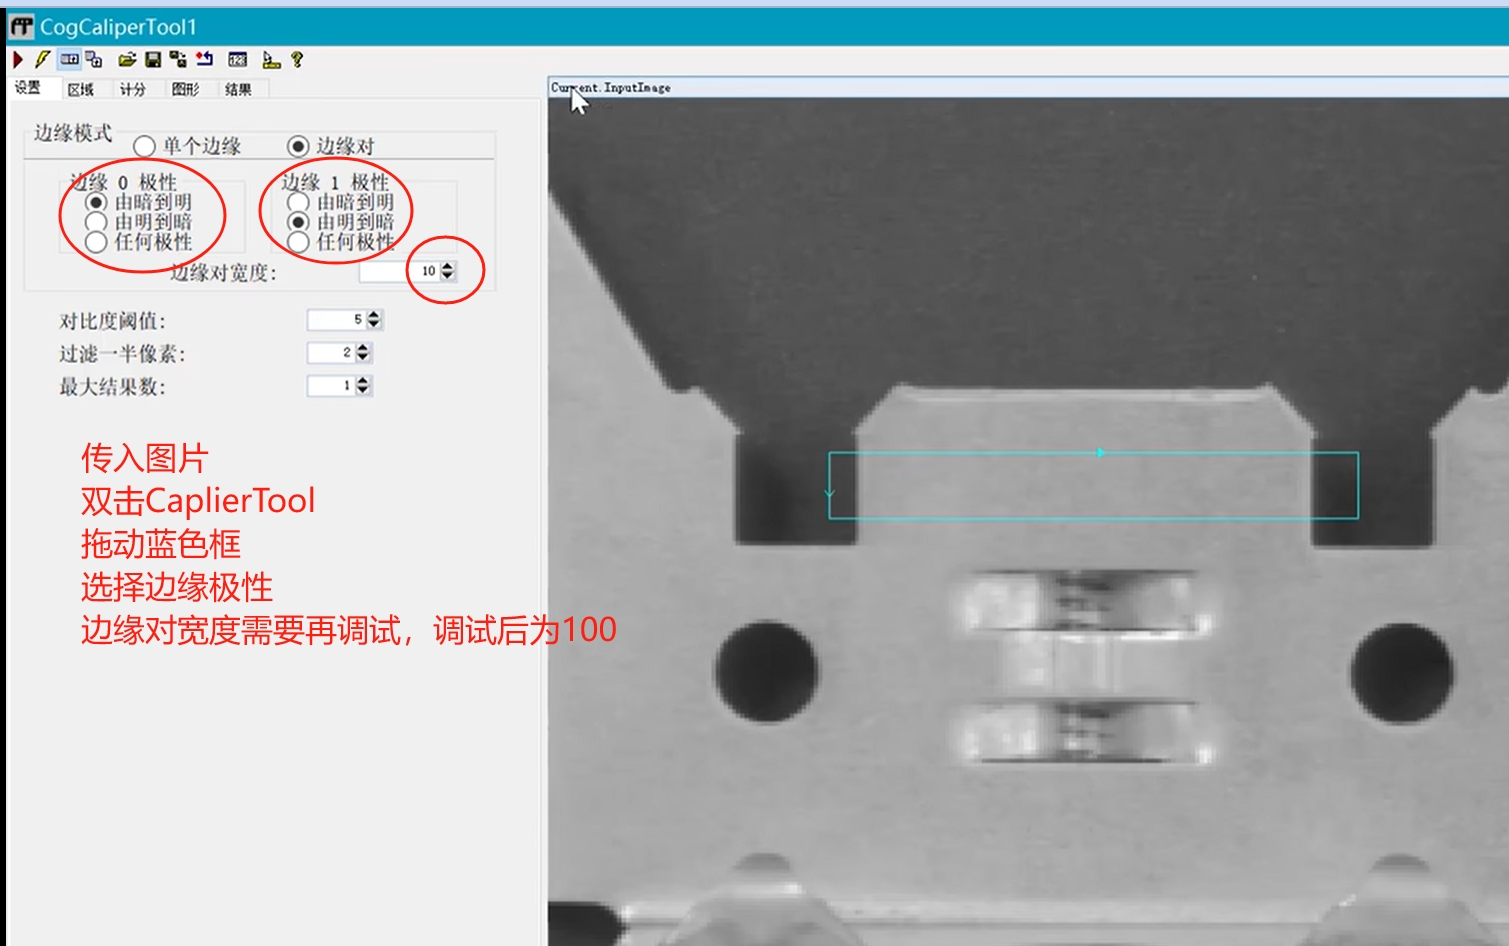 CogCaliperTool1
设置 区域 计分 图形 结果
Current.InputImage
边缘模式
单个边缘 边缘对
边缘 0 极性 边缘 1 极性
由暗到明 由暗到明
由明到暗 由明到暗
任何极性 任何极性
边缘对宽度: 10
对比度阈值: 5
过滤一半像素: 2
最大结果数: 1
传入图片
双击CaplierTool
拖动蓝色框
选择边缘极性
边缘对宽度需要再调试，调试后为100